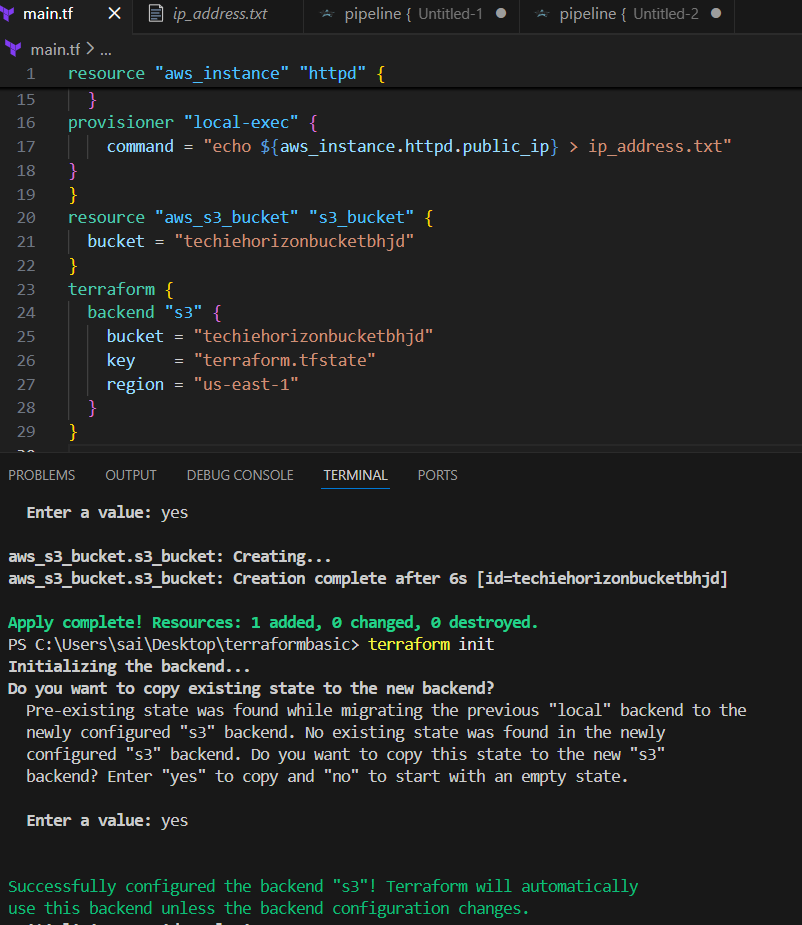 main.tf
ip_address.txt
pipeline { Untitled-1
pipeline { Untitled-2
main.tf > ...
1 resource "aws_instance" "httpd" {
15 }
16 provisioner "local-exec" {
17 command = "echo ${aws_instance.httpd.public_ip} > ip_address.txt"
18 }
19 }
20 resource "aws_s3_bucket" "s3_bucket" {
21 bucket = "techiehorizonbucketbhjd"
22 }
23 terraform {
24 backend "s3" {
25 bucket = "techiehorizonbucketbhjd"
26 key    = "terraform.tfstate"
27 region = "us-east-1"
28 }
29 }
PROBLEMS OUTPUT DEBUG CONSOLE TERMINAL PORTS
Enter a value: yes
aws_s3_bucket.s3_bucket: Creating...
aws_s3_bucket.s3_bucket: Creation complete after 6s [id=techiehorizonbucketbhjd]
Apply complete! Resources: 1 added, 0 changed, 0 destroyed.
PS C:\Users\sai\Desktop\terraformbasic> terraform init
Initializing the backend...
Do you want to copy existing state to the new backend?
Pre-existing state was found while migrating the previous "local" backend to the
newly configured "s3" backend. No existing state was found in the newly
configured "s3" backend. Do you want to copy this state to the new "s3"
backend? Enter "yes" to copy and "no" to start with an empty state.
Enter a value: yes
Successfully configured the backend "s3"! Terraform will automatically
use this backend unless the backend configuration changes.